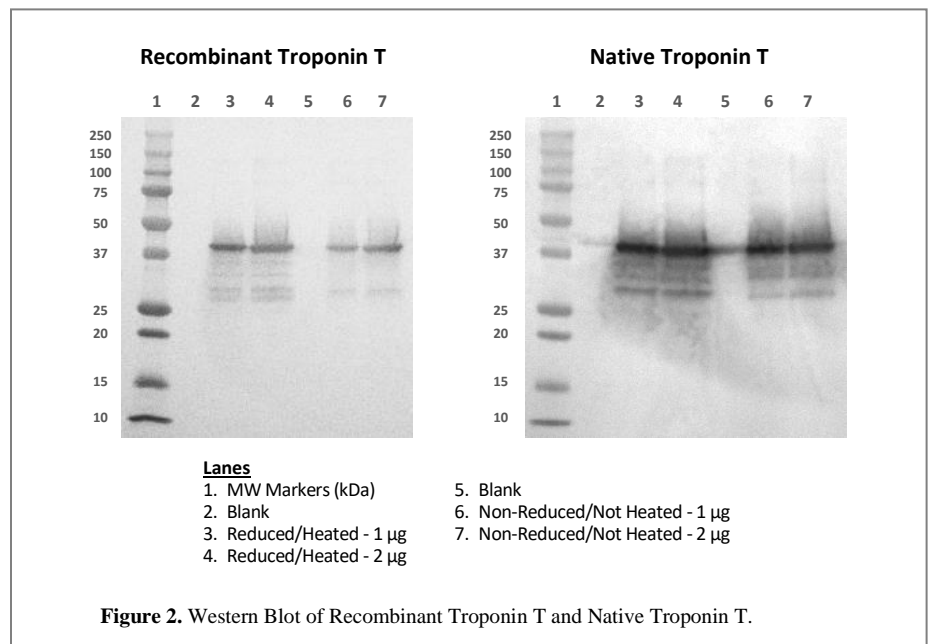 Recombinant Troponin T
1 2 3 4 5 6 7
250
150
100
75
50
37
25
20
15
10
Native Troponin T
1 2 3 4 5 6 7
250
150
100
75
50
37
25
20
15
10
Lanes
1. MW Markers (kDa)
2. Blank
3. Reduced/Heated - 1 µg
4. Reduced/Heated - 2 µg
5. Blank
6. Non-Reduced/Not Heated - 1 µg
7. Non-Reduced/Not Heated - 2 µg
Figure 2. Western Blot of Recombinant Troponin T and Native Troponin T.